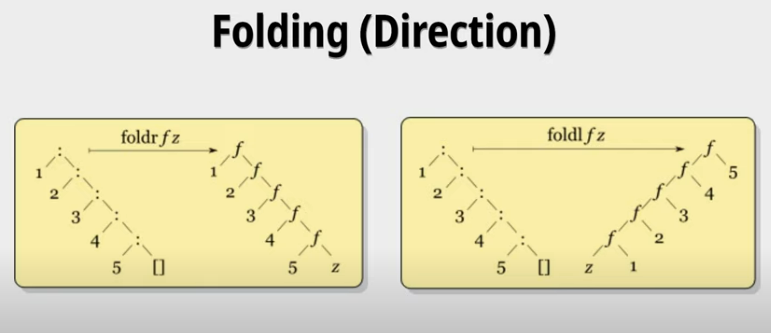 Folding (Direction)
foldr f z
: f
1 : 1 f
2 : 2 f
3 : 3 f
4 : 4 f
5 [] 5 z
foldl f z
: f
1 : f 5
2 : f 4
3 : f 3
4 : f 2
5 [] z 1